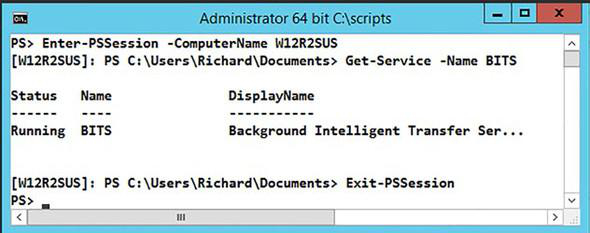 Administrator 64 bit C:\scripts
PS> Enter-PSSession -ComputerName W12R2SUS
[W12R2SUS]: PS C:\Users\Richard\Documents> Get-Service -Name BITS
Status   Name               DisplayName
------   ----               -----------
Running  BITS               Background Intelligent Transfer Ser...
[W12R2SUS]: PS C:\Users\Richard\Documents> Exit-PSSession
PS>